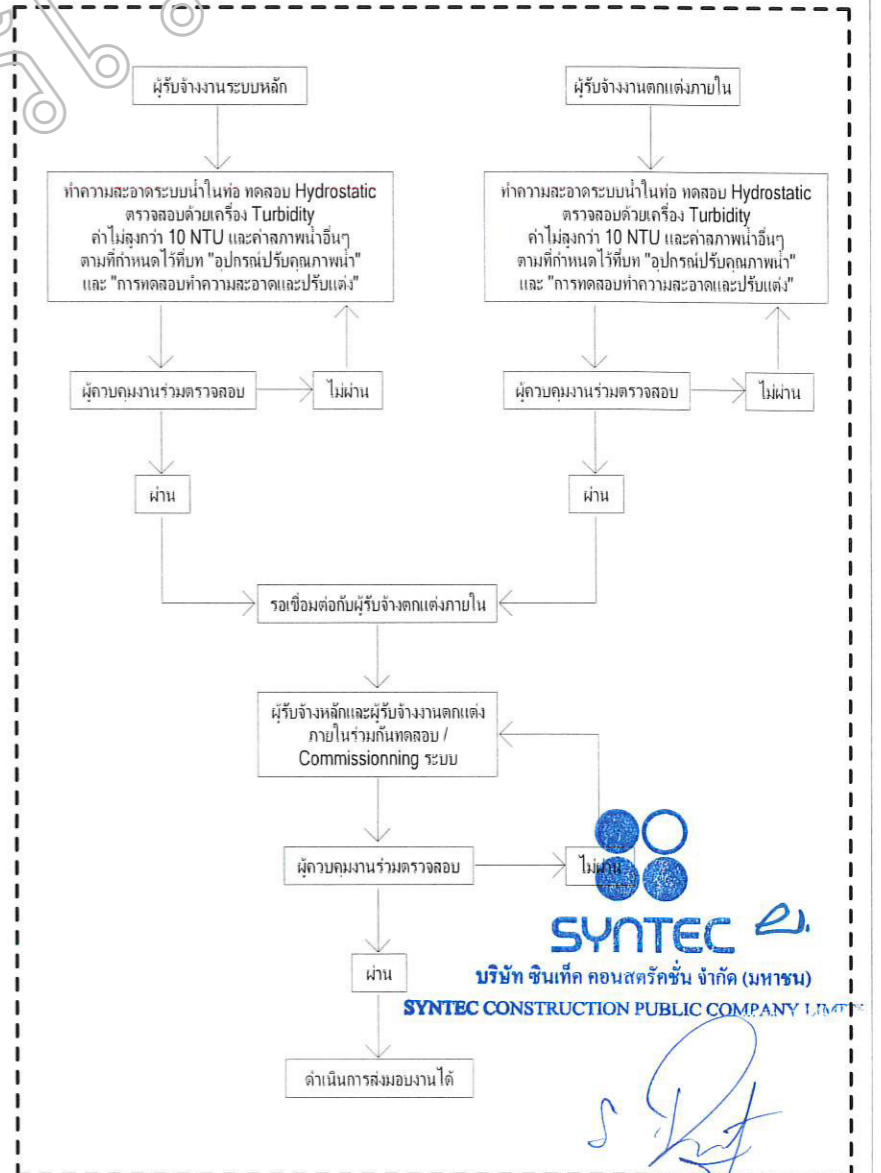 ผู้รับจ้างงานระบบหลัก
ทำความสะอาดระบบน้ำในท่อ ทดสอบ Hydrostatic
ตรวจสอบด้วยเครื่อง Turbidity
ค่าไม่สูงกว่า 10 NTU และค่าสภาพน้ำอื่นๆ
ตามที่กำหนดไว้ที่บท "อุปกรณ์ปรับคุณภาพน้ำ"
และ "การทดสอบทำความสะอาดและปรับแต่ง"
ผู้ควบคุมงานร่วมตรวจสอบ
ไม่ผ่าน
ผ่าน
ผู้รับจ้างงานตกแต่งภายใน
ทำความสะอาดระบบน้ำในท่อ ทดสอบ Hydrostatic
ตรวจสอบด้วยเครื่อง Turbidity
ค่าไม่สูงกว่า 10 NTU และค่าสภาพน้ำอื่นๆ
ตามที่กำหนดไว้ที่บท "อุปกรณ์ปรับคุณภาพน้ำ"
และ "การทดสอบทำความสะอาดและปรับแต่ง"
ผู้ควบคุมงานร่วมตรวจสอบ
ไม่ผ่าน
ผ่าน
รอเชื่อมต่อกับผู้รับจ้างตกแต่งภายใน
ผู้รับจ้างหลักและผู้รับจ้างงานตกแต่ง
ภายในร่วมกันทดสอบ /
Commissionning ระบบ
ผู้ควบคุมงานร่วมตรวจสอบ
ไม่ผ่าน
ผ่าน
ดำเนินการส่งมอบงานได้
SYNTEC
บริษัท ซินเท็ค คอนสตรัคชั่น จำกัด (มหาชน)
SYNTEC CONSTRUCTION PUBLIC COMPANY